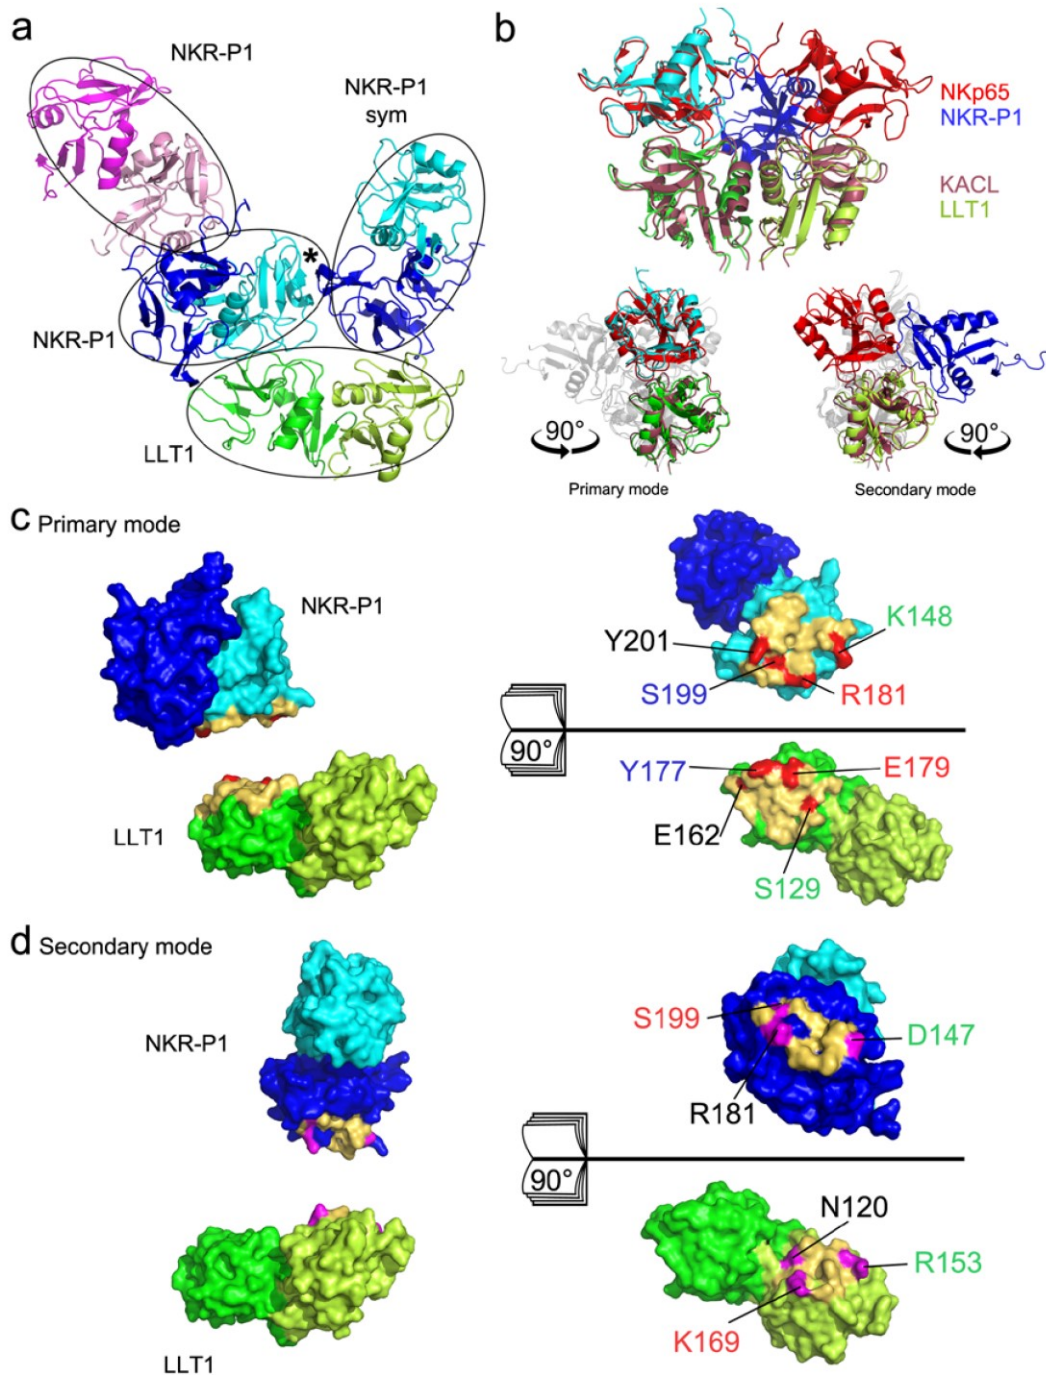 a
NKR-P1
NKR-P1
sym
*
NKR-P1
LLT1
b
NKp65
NKR-P1
KACL
LLT1
90°
90°
Primary mode
Secondary mode
c Primary mode
NKR-P1
LLT1
90°
Y201
K148
S199
R181
Y177
E179
E162
S129
d Secondary mode
NKR-P1
LLT1
90°
S199
D147
R181
N120
R153
K169